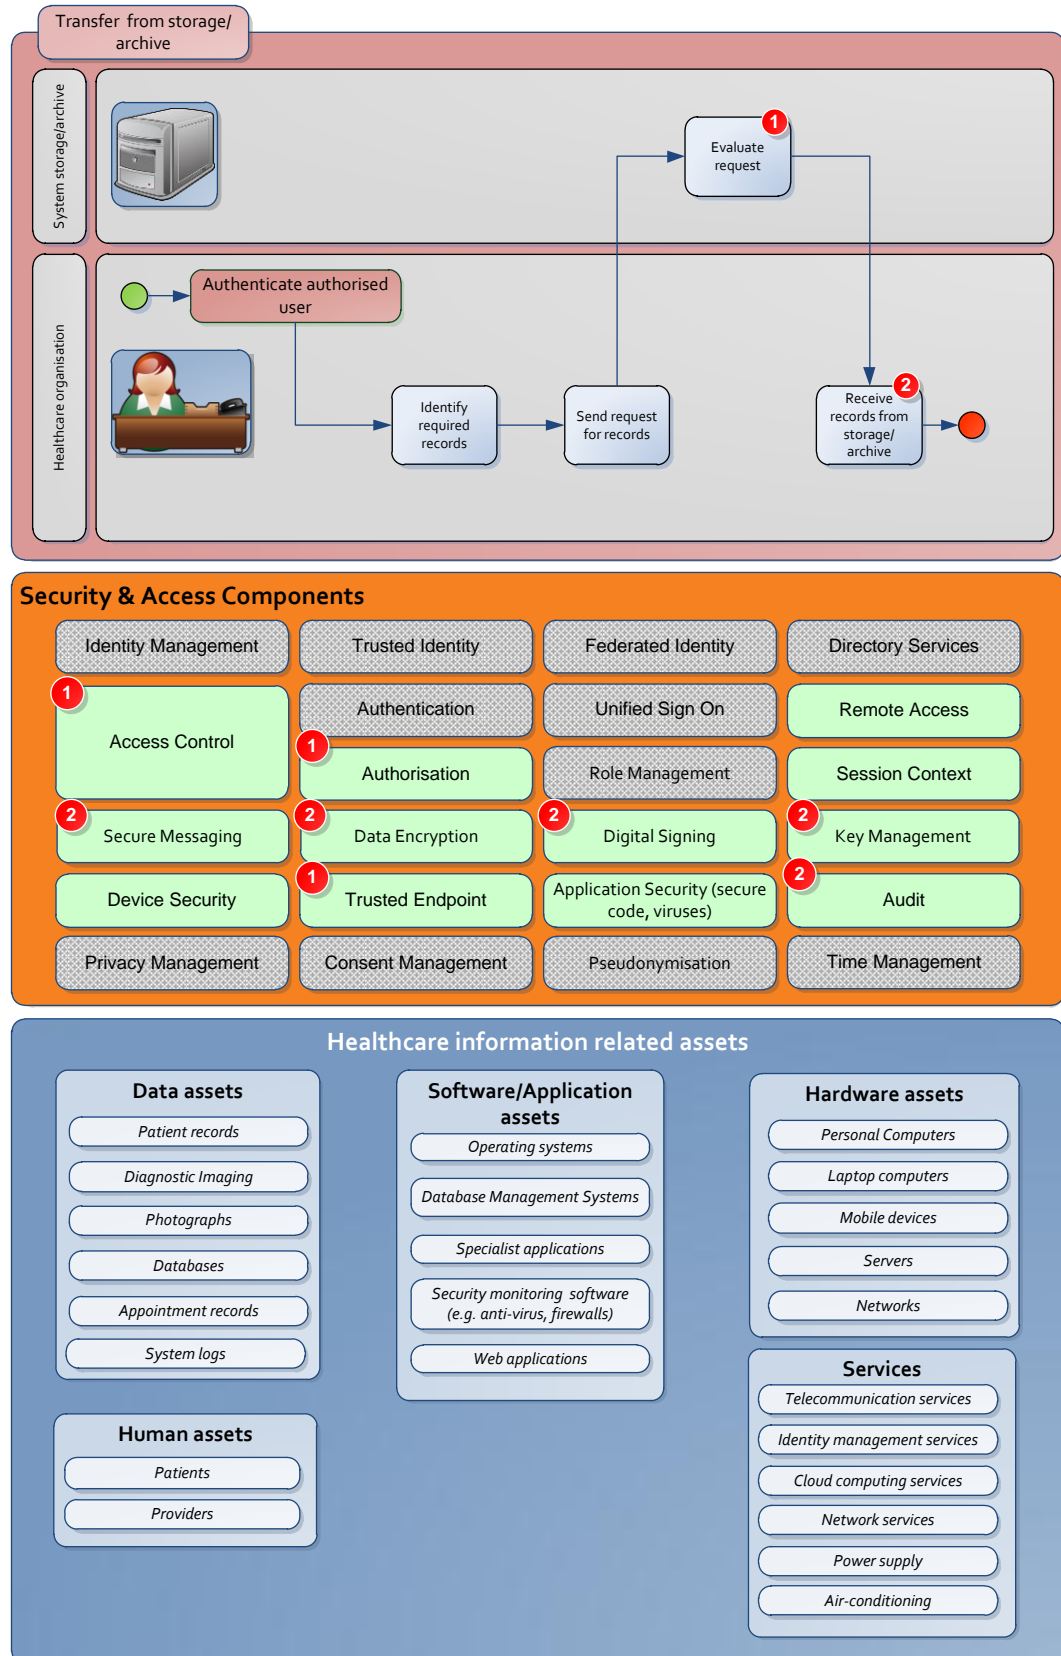 Transfer from storage/
archive
System storage/archive
1
Evaluate
request
Healthcare organisation
Authenticate authorised
user
Identify
required
records
Send request
for records
2
Receive
records from
storage/
archive
Security & Access Components
Identity Management
Trusted Identity
Federated Identity
Directory Services
1
Access Control
Authentication
Unified Sign On
Remote Access
1
Authorisation
Role Management
Session Context
2
Secure Messaging
2
Data Encryption
2
Digital Signing
2
Key Management
Device Security
1
Trusted Endpoint
Application Security (secure
code, viruses)
2
Audit
Privacy Management
Consent Management
Pseudonymisation
Time Management
Healthcare information related assets
Data assets
Patient records
Diagnostic Imaging
Photographs
Databases
Appointment records
System logs
Human assets
Patients
Providers
Software/Application
assets
Operating systems
Database Management Systems
Specialist applications
Security monitoring software
(e.g. anti-virus, firewalls)
Web applications
Hardware assets
Personal Computers
Laptop computers
Mobile devices
Servers
Networks
Services
Telecommunication services
Identity management services
Cloud computing services
Network services
Power supply
Air-conditioning